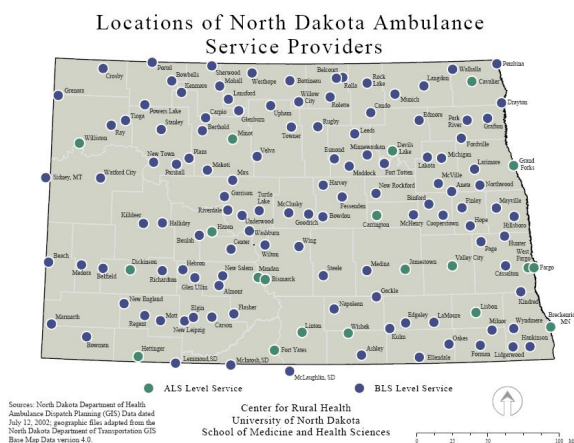 Locations of North Dakota Ambulance
Service Providers
Portal
Sherwood
Pembina
Crosby
Bowbells
Mohall
Westhope
Bottineau
Belcourt
Rolla
Rock
Lake
Walhalla
Langdon
Cavalier
Grenora
Kenmare
Lansford
Willow
City
Rolette
Munich
Powers Lake
Carpio
Glenburn
Upham
Cando
Drayton
Tioga
Ray
Stanley
Berthold
Minot
Towner
Rugby
Leeds
Edmore
Park
River
Grafton
Williston
Devils
Lake
Fordville
New Town
Plaza
Velva
Esmond
Minnewaukan
Lakota
Michigan
Grand
Forks
Parshall
Makoti
Maddock
Fort Totten
Larimore
Sidney, MT
Watford City
Max
Harvey
New Rockford
McVille
Aneta
Northwood
Garrison
Turtle
Lake
Fessenden
Binford
Finley
Mayville
Riverdale
McClusky
Killdeer
Halliday
Underwood
Goodrich
Bowdon
Carrington
McHenry
Cooperstown
Hope
Hillsboro
Beulah
Hazen
Washburn
Center
Wilton
Wing
Page
Hunter
West
Fargo
Beach
Medora
Belfield
Dickinson
Richardton
Hebron
Glen Ullin
New Salem
Almont
Mandan
Bismarck
Steele
Medina
Jamestown
Valley City
Casselton
Fargo
Gackle
Kindred
New England
Marmarth
Regent
Mott
Elgin
New Leipzig
Carson
Flasher
Napoleon
Edgeley
LaMoure
Lisbon
Milnor
Wyndmere
MN
Linton
Wishek
Kulm
Hankinson
Bowman
Hettinger
Lemmon, SD
McIntosh, SD
Fort Yates
Ashley
Ellendale
Oakes
Forman
Lidgerwood
McLaughlin, SD
ALS Level Service
BLS Level Service
Sources: North Dakota Department of Health
Ambulance Dispatch Planning (GIS) Data dated
July 12, 2002; geographic files adapted from the
North Dakota Department of Transportation GIS
Base Map Data version 4.0.
Center for Rural Health
University of North Dakota
School of Medicine and Health Sciences
0 25 50 100